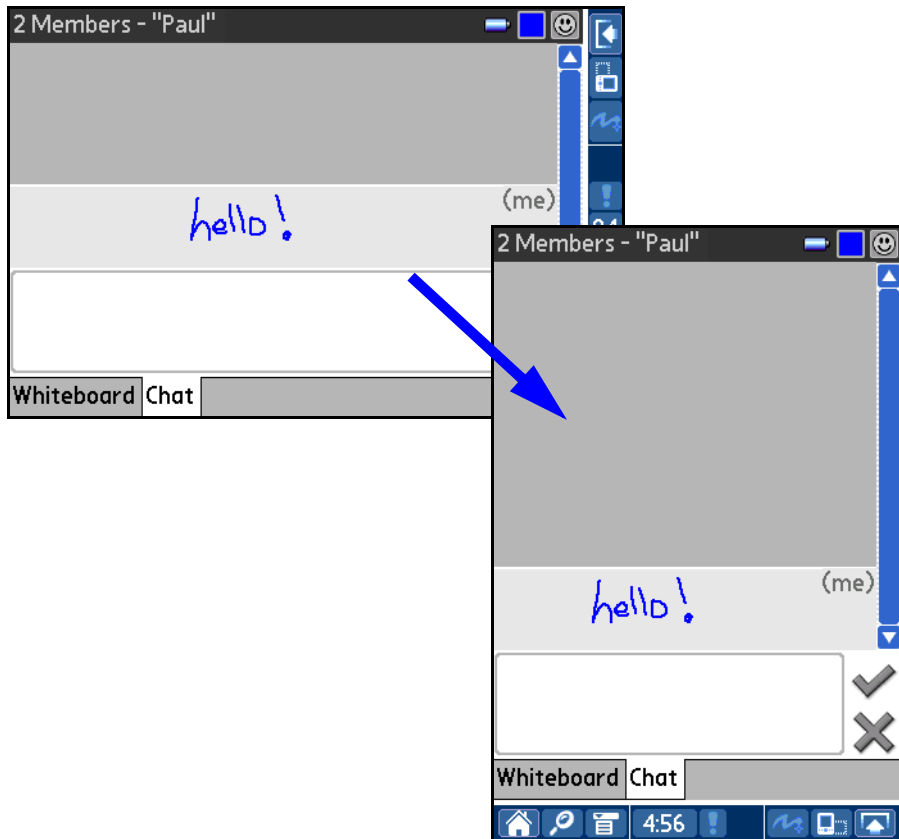 2 Members - "Paul"
(me)
hello!
Whiteboard Chat
2 Members - "Paul"
(me)
hello!
Whiteboard Chat
4:56